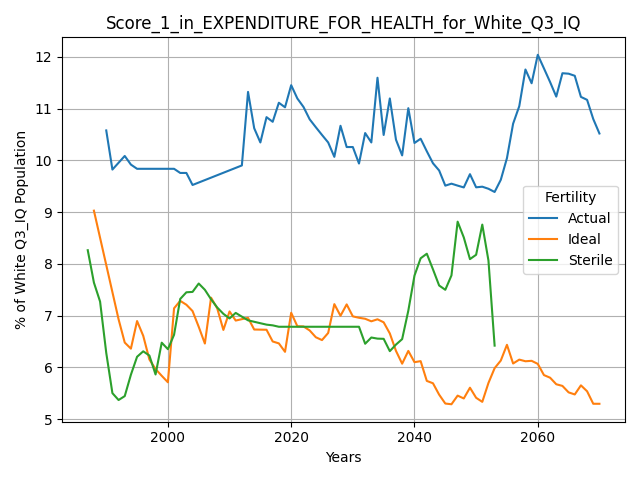 Score_1_in_EXPENDITURE_FOR_HEALTH_for_White_Q3_IQ
% of White Q3_IQ Population
12
11
10
9
8
7
6
5
Fertility
Actual
Ideal
Sterile
2000
2020
2040
2060
Years